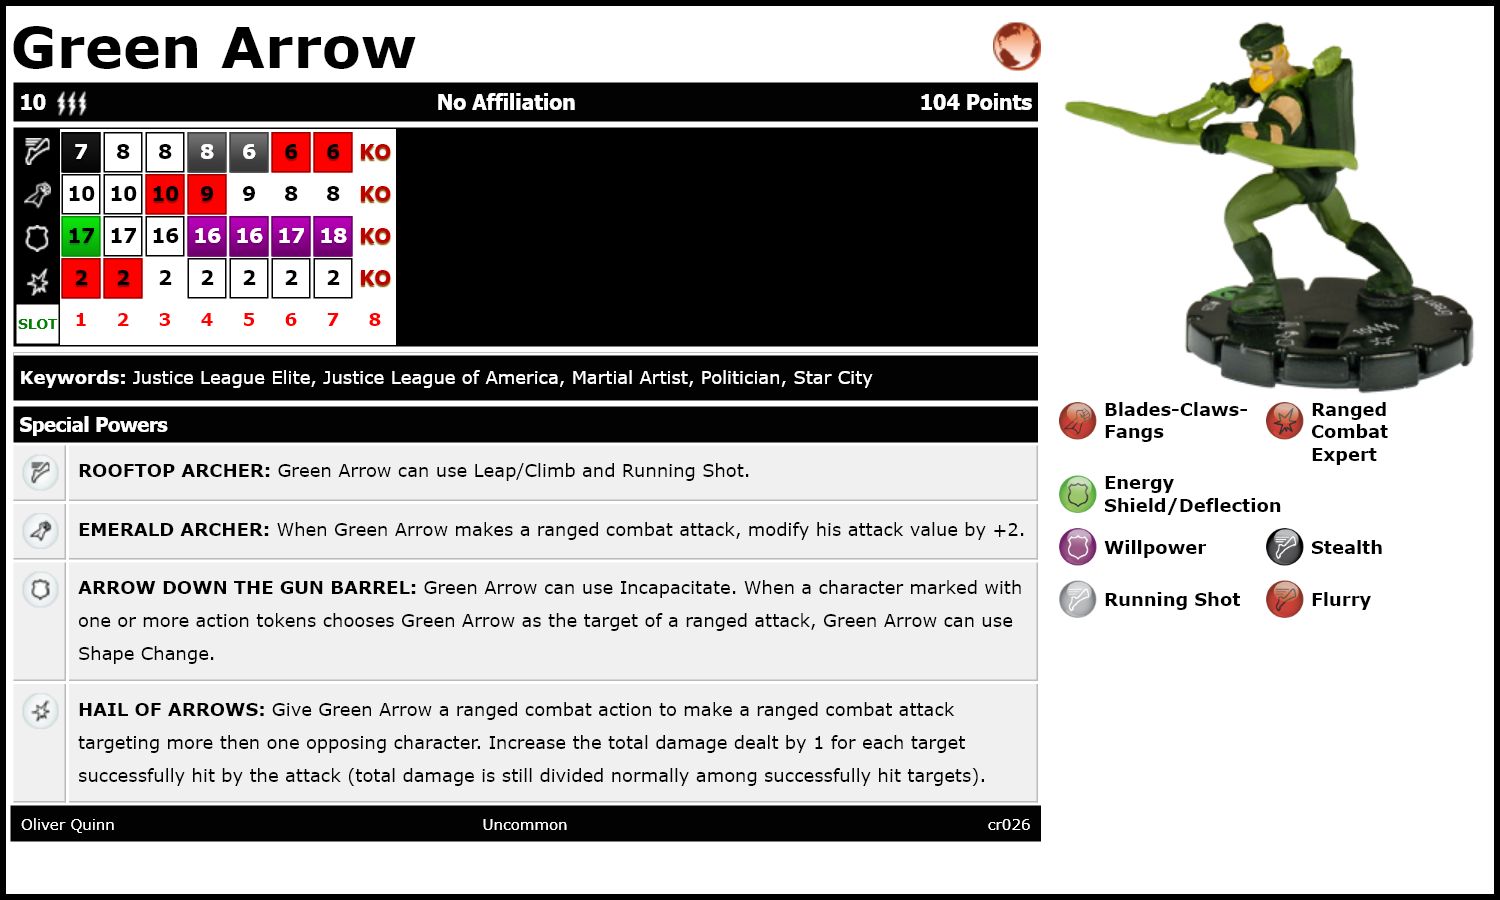 Green Arrow
10 No Affiliation 104 Points
7 8 8 8 6 6 6 KO
10 10 10 9 9 8 8 KO
17 17 16 16 16 17 18 KO
2 2 2 2 2 2 2 KO
SLOT 1 2 3 4 5 6 7 8
Keywords: Justice League Elite, Justice League of America, Martial Artist, Politician, Star City
Special Powers
ROOFTOP ARCHER: Green Arrow can use Leap/Climb and Running Shot.
EMERALD ARCHER: When Green Arrow makes a ranged combat attack, modify his attack value by +2.
ARROW DOWN THE GUN BARREL: Green Arrow can use Incapacitate. When a character marked with
one or more action tokens chooses Green Arrow as the target of a ranged attack, Green Arrow can use
Shape Change.
HAIL OF ARROWS: Give Green Arrow a ranged combat action to make a ranged combat attack
targeting more then one opposing character. Increase the total damage dealt by 1 for each target
successfully hit by the attack (total damage is still divided normally among successfully hit targets).
Oliver Quinn Uncommon cr026
Blades-Claws-
Fangs
Ranged
Combat
Expert
Energy
Shield/Deflection
Willpower
Stealth
Running Shot
Flurry